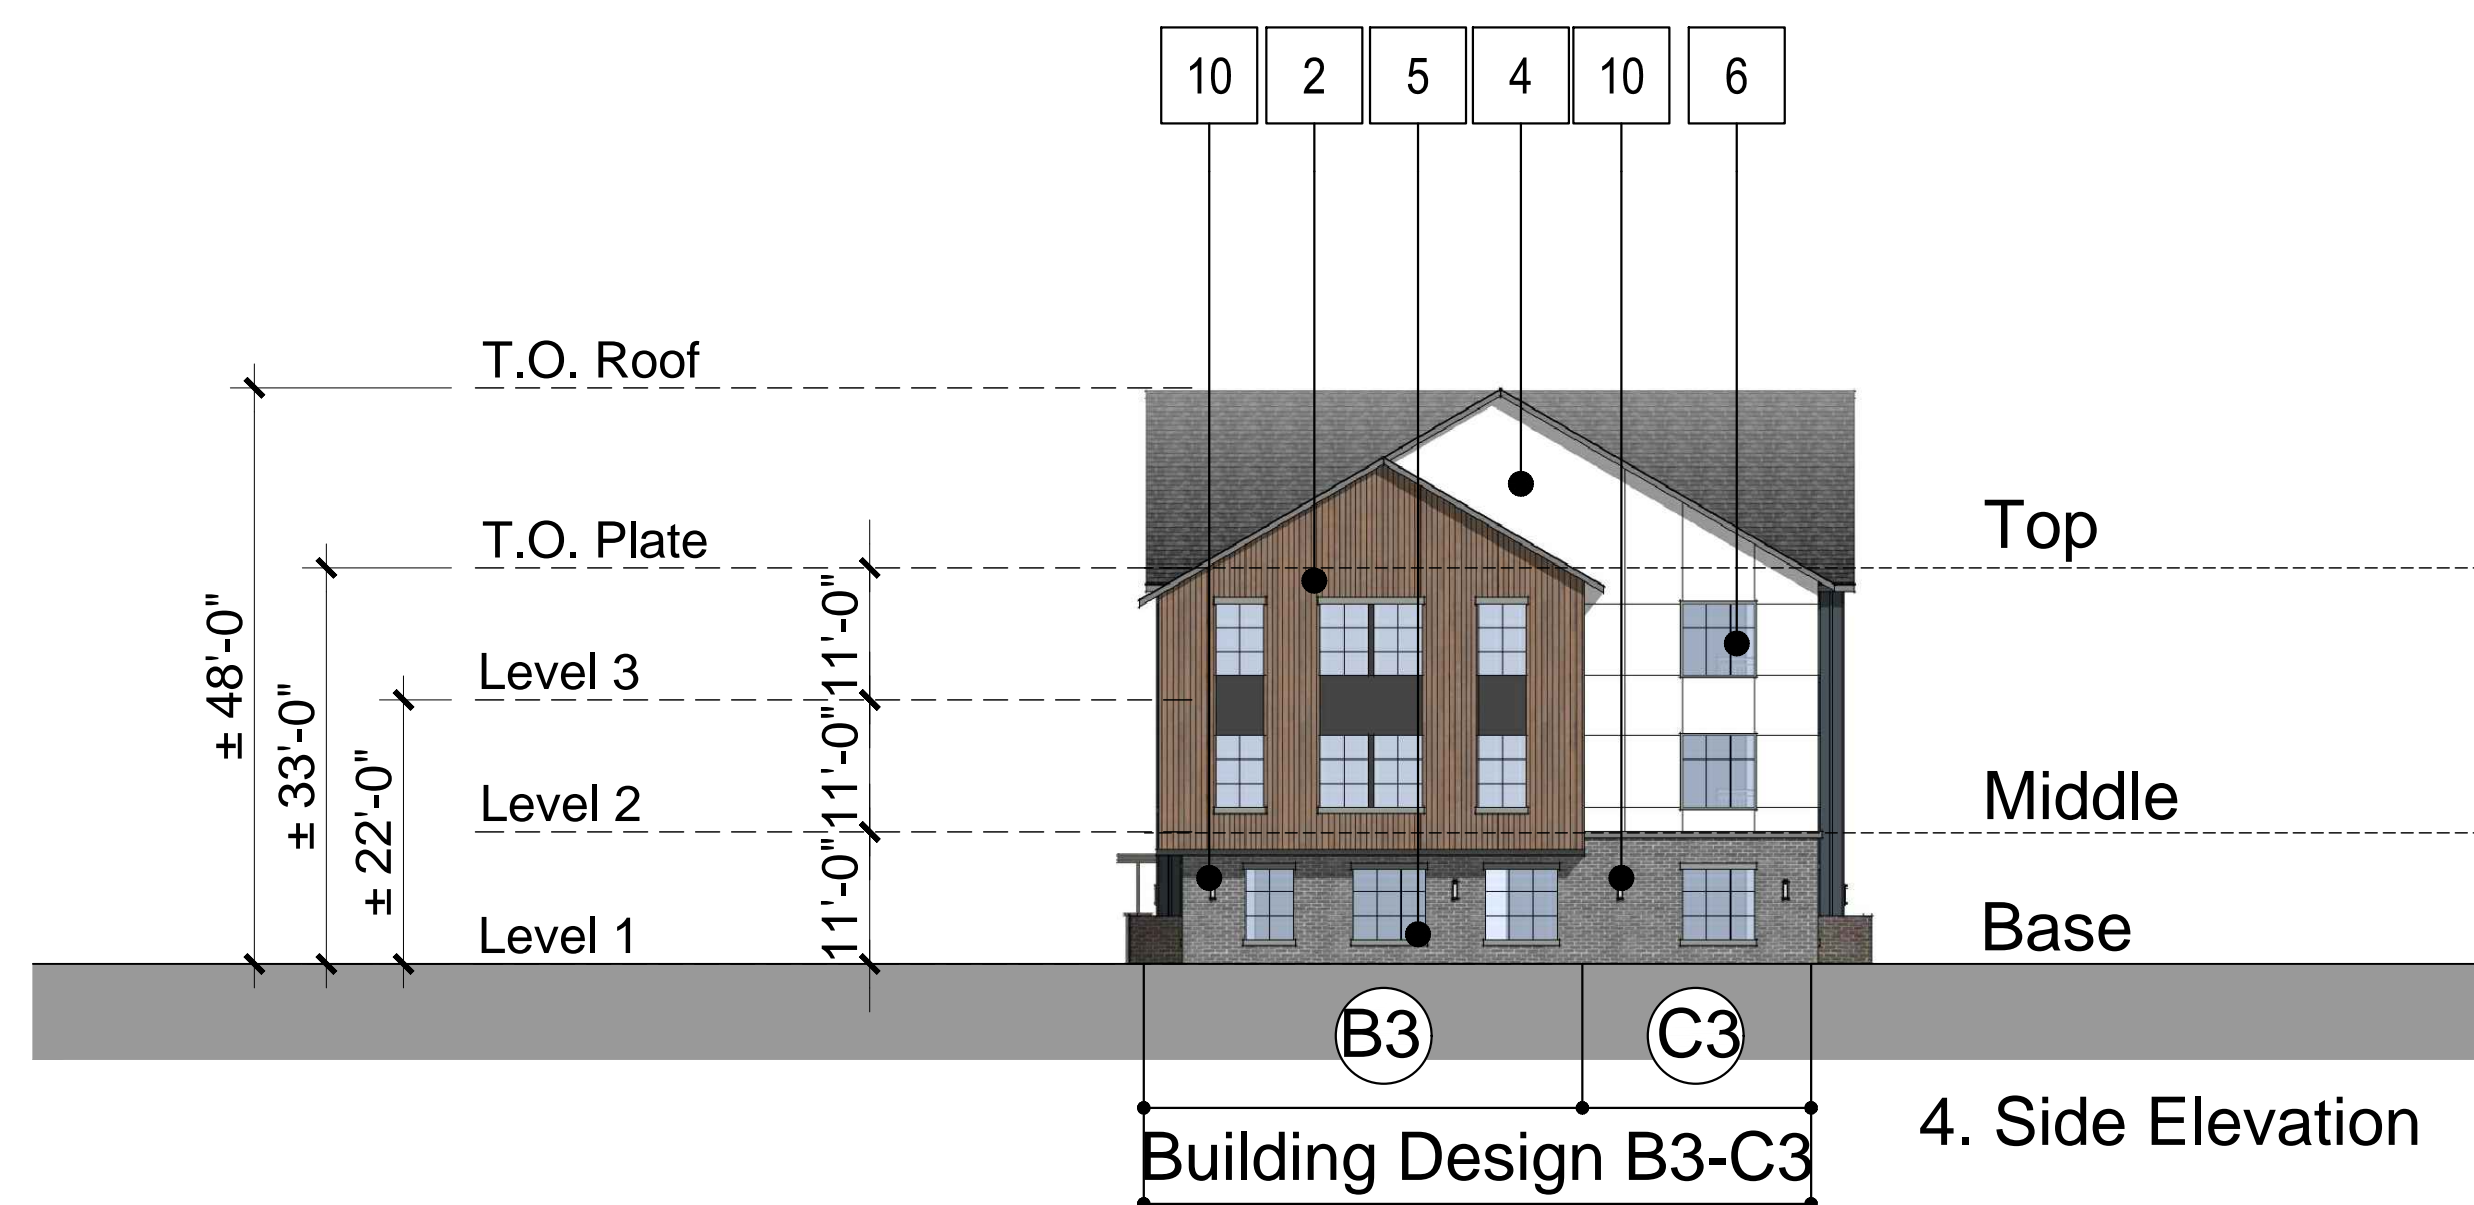 10 2 5 4 10 6
T.O. Roof
T.O. Plate
Level 3
Level 2
Level 1
± 48'-0"
± 33'-0"
± 22'-0"
11'-0"
11'-0"
11'-0"
Top
Middle
Base
B3 C3
Building Design B3-C3
4. Side Elevation